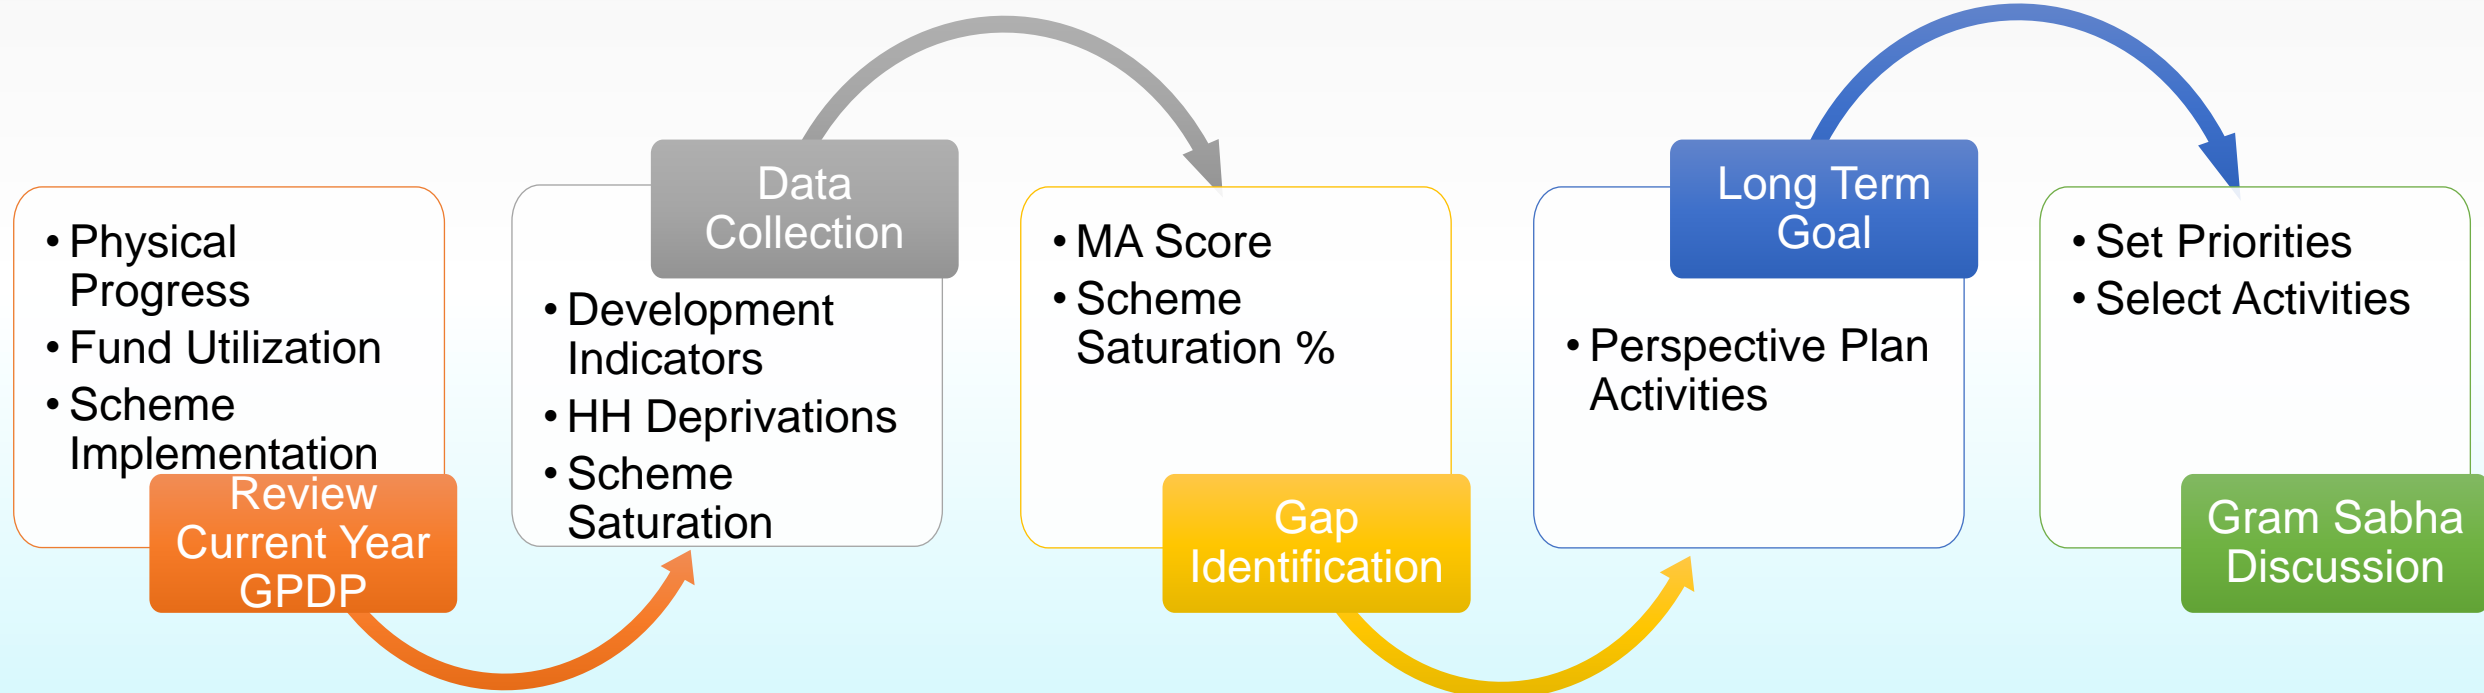 • Physical
Progress
• Fund Utilization
• Scheme
Implementation
Review
Current Year
GPDP
Data
Collection
• Development
Indicators
• HH Deprivations
• Scheme
Saturation
• MA Score
• Scheme
Saturation %
Gap
Identification
Long Term
Goal
• Perspective Plan
Activities
• Set Priorities
• Select Activities
Gram Sabha
Discussion